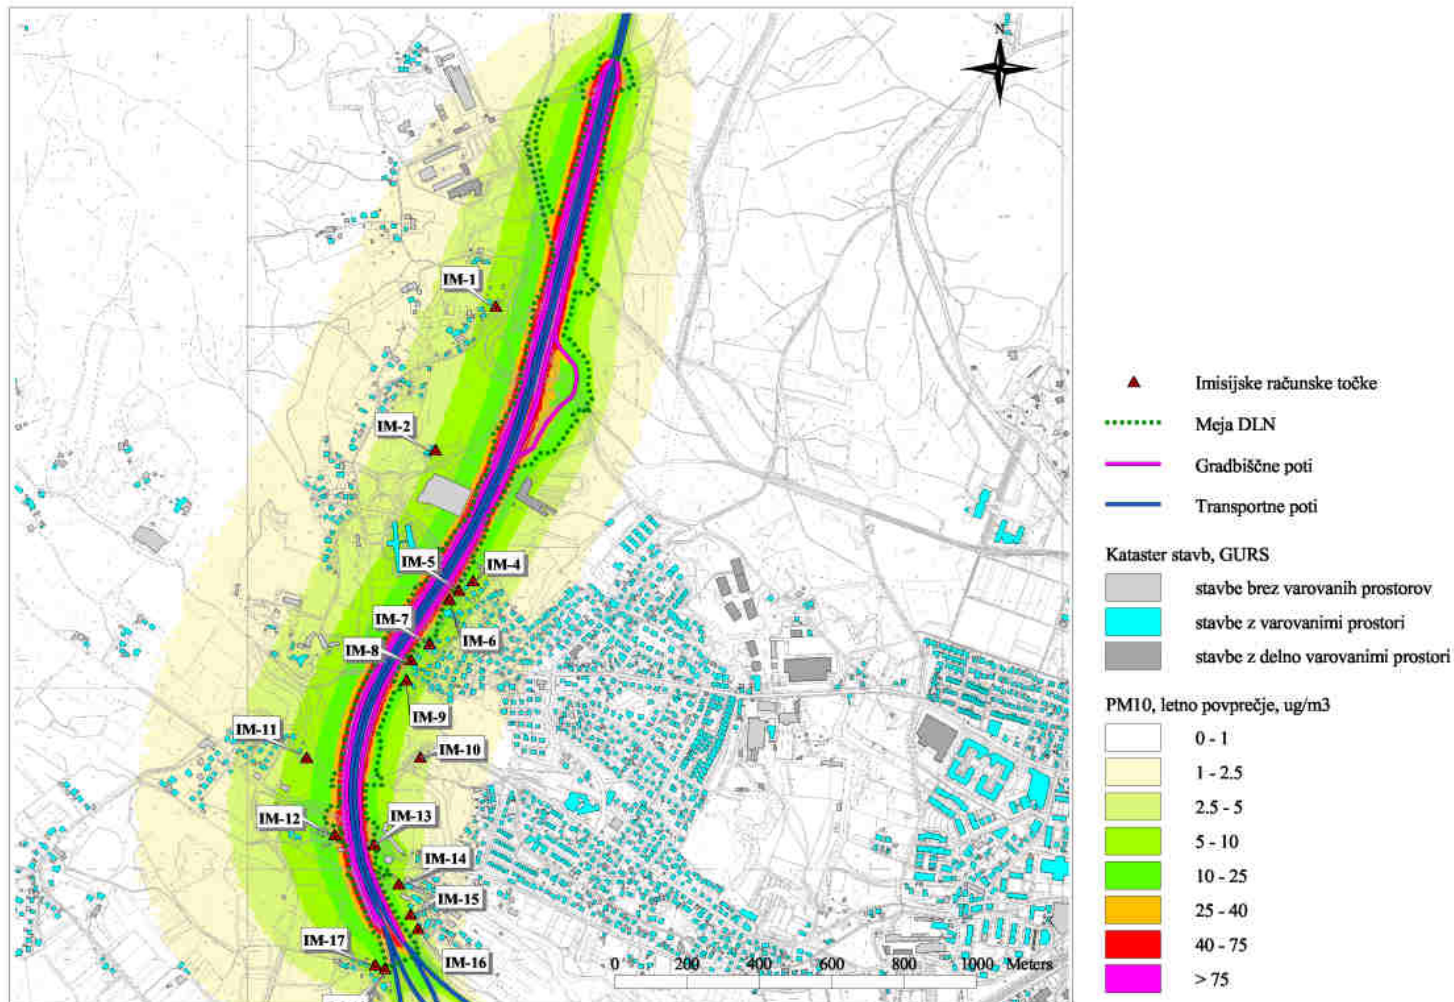 N
IM-1
IM-2
IM-5
IM-4
IM-7
IM-6
IM-8
IM-9
IM-11
IM-10
IM-12
IM-13
IM-14
IM-15
IM-17
IM-16
0 200 400 600 800 1000 Meters
Imisijske računske točke
Meja DLN
Gradbiščne poti
Transportne poti
Kataster stavb, GURS
stavbe brez varovanih prostorov
stavbe z varovanimi prostori
stavbe z delno varovanimi prostori
PM10, letno povprečje, ug/m3
0 - 1
1 - 2.5
2.5 - 5
5 - 10
10 - 25
25 - 40
40 - 75
> 75